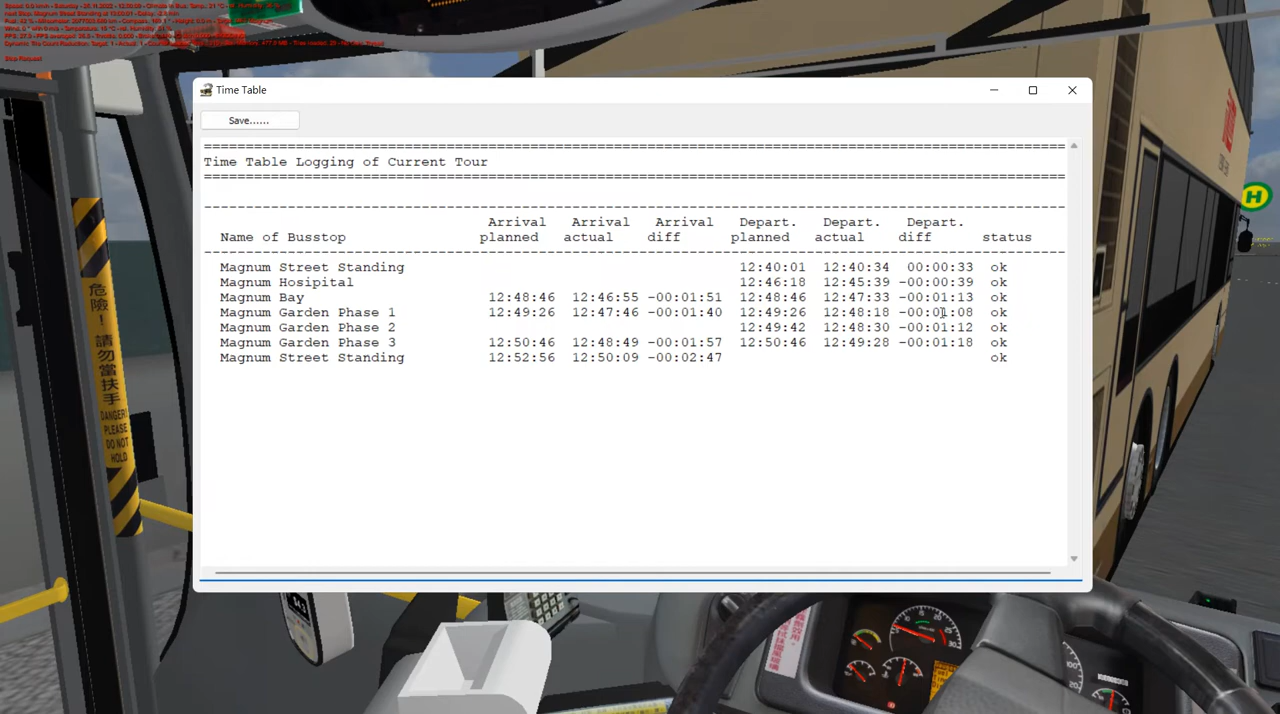 Time Table
Save......
Time Table Logging of Current Tour
Arrival Arrival Arrival Depart. Depart. Depart.
Name of Busstop planned actual diff planned actual diff status
Magnum Street Standing 12:40:01 12:40:34 00:00:33 ok
Magnum Hosipital 12:46:18 12:45:39 -00:00:39 ok
Magnum Bay 12:48:46 12:46:55 -00:01:51 12:48:46 12:47:33 -00:01:13 ok
Magnum Garden Phase 1 12:49:26 12:47:46 -00:01:40 12:49:26 12:48:18 -00:01:08 ok
Magnum Garden Phase 2 12:49:42 12:48:30 -00:01:12 ok
Magnum Garden Phase 3 12:50:46 12:48:49 -00:01:57 12:50:46 12:49:28 -00:01:18 ok
Magnum Street Standing 12:52:56 12:50:09 -00:02:47 ok
H
危險！
請勿當扶手
DANGER!
PLEASE
DO NOT
HOLD
Stop Request